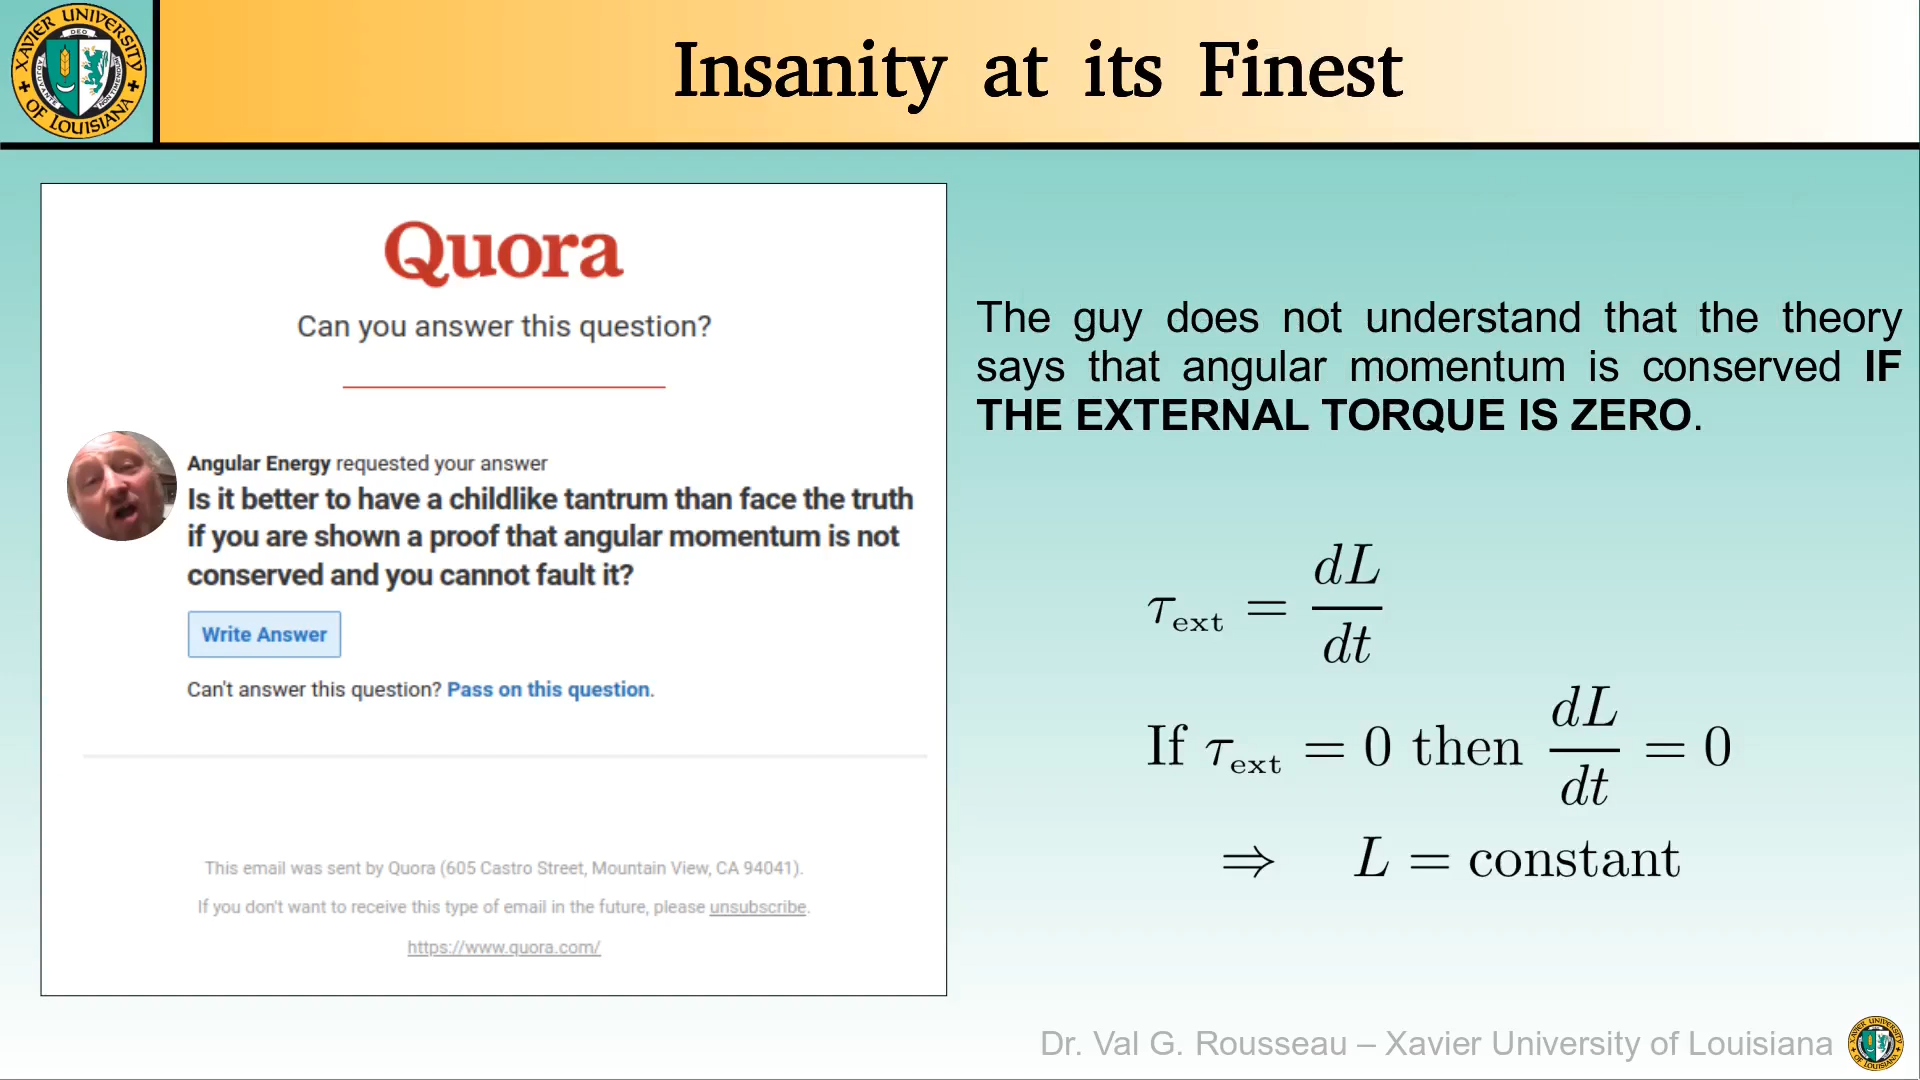 XAVIER UNIVERSITY
OF LOUISIANA
DEO
Insanity at its Finest
Quora
Can you answer this question?
Angular Energy requested your answer
Is it better to have a childlike tantrum than face the truth
if you are shown a proof that angular momentum is not
conserved and you cannot fault it?
Write Answer
Can't answer this question? Pass on this question.
This email was sent by Quora (605 Castro Street, Mountain View, CA 94041).
If you don't want to receive this type of email in the future, please unsubscribe.
https://www.quora.com/
The guy does not understand that the theory
says that angular momentum is conserved IF
THE EXTERNAL TORQUE IS ZERO.
τ_ext = dL/dt
If τ_ext = 0 then dL/dt = 0
⇒ L = constant
Dr. Val G. Rousseau – Xavier University of Louisiana